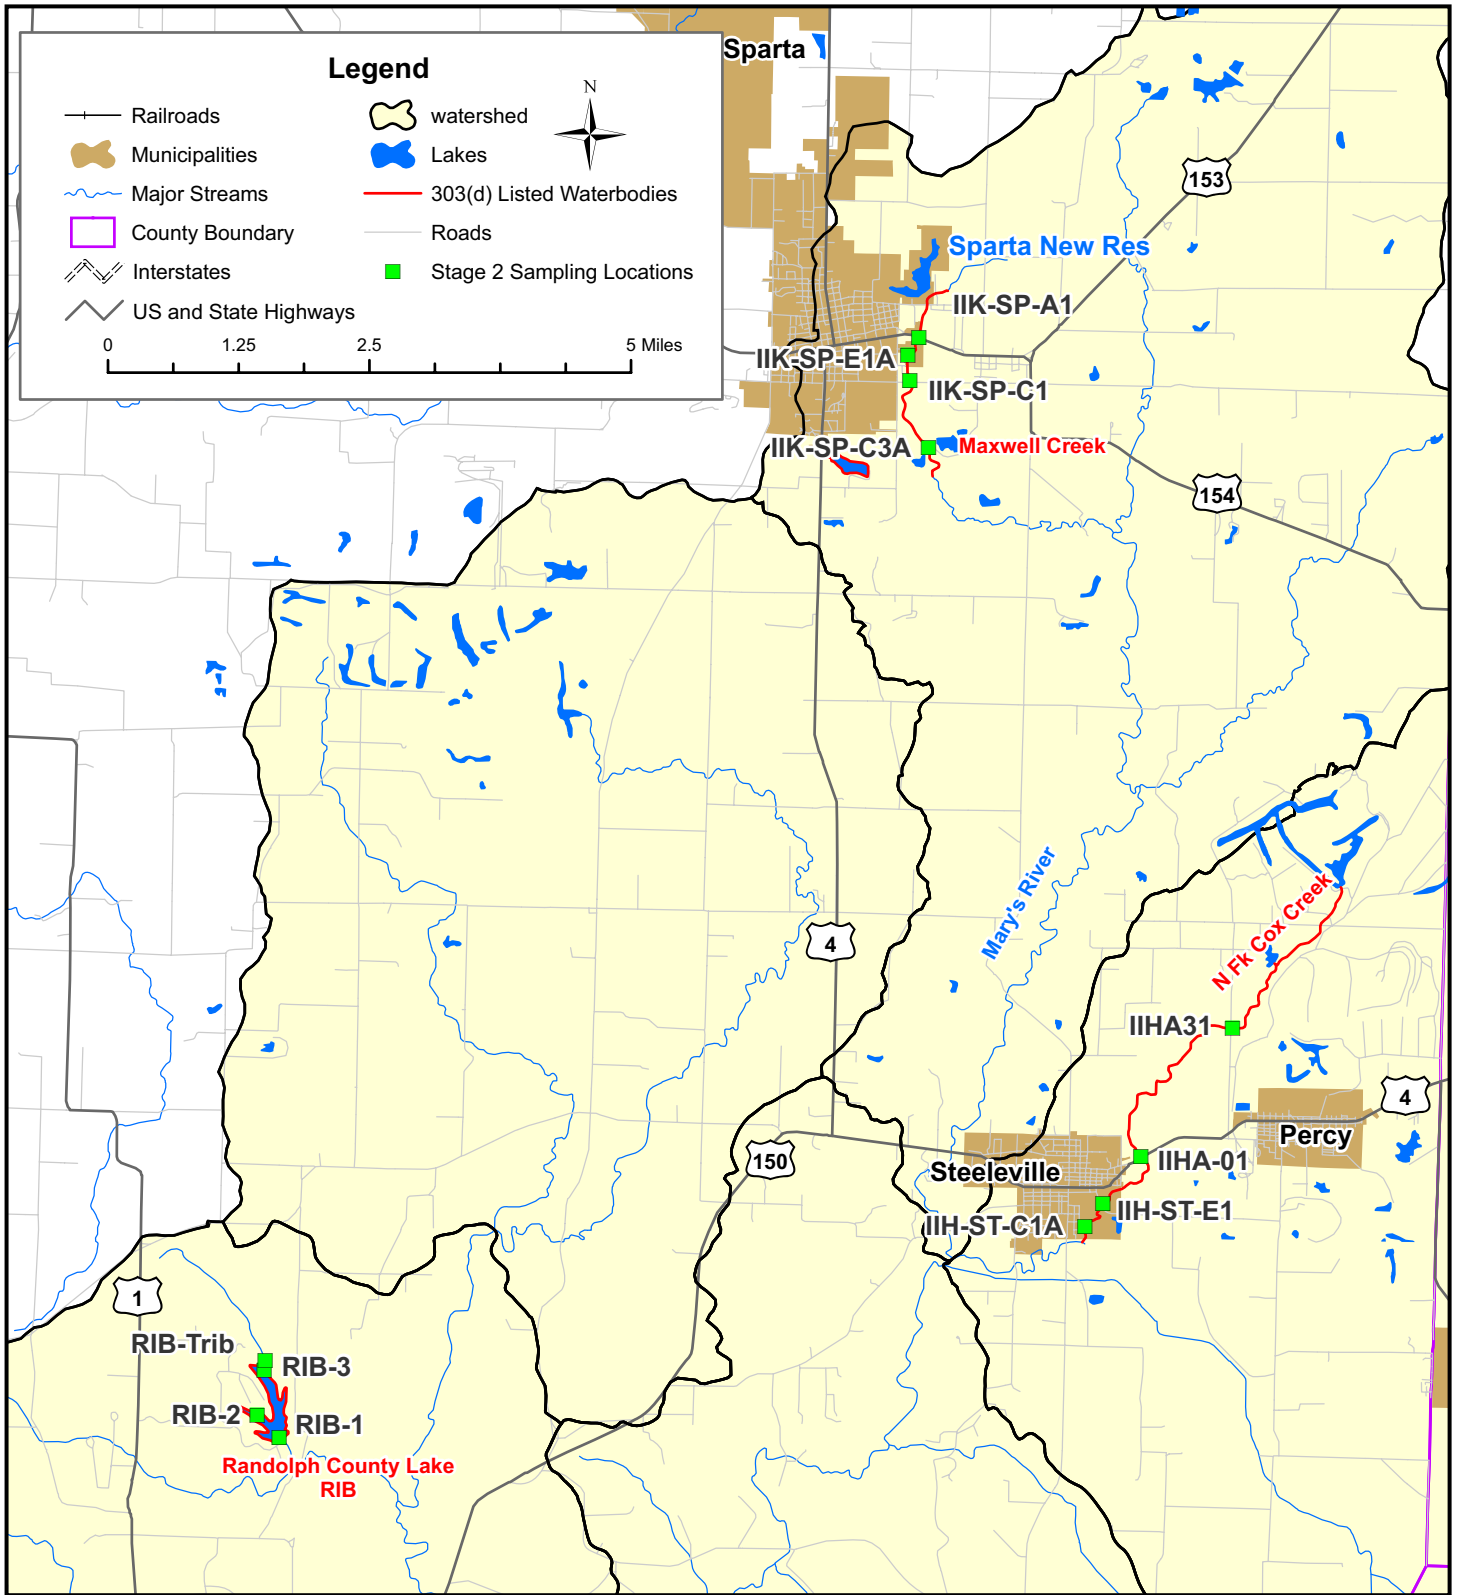 Legend
N
Railroads
watershed
Municipalities
Lakes
Major Streams
303(d) Listed Waterbodies
County Boundary
Roads
Interstates
Stage 2 Sampling Locations
US and State Highways
0 1.25 2.5 5 Miles
Sparta
153
Sparta New Res
IIK-SP-A1
IIK-SP-E1A
IIK-SP-C1
IIK-SP-C3A
Maxwell Creek
154
Mary's River
N Fk Cox Creek
4
IIHA31
4
Percy
150
Steeleville
IIHA-01
IIH-ST-E1
IIH-ST-C1A
1
RIB-Trib
RIB-3
RIB-2
RIB-1
Randolph County Lake
RIB